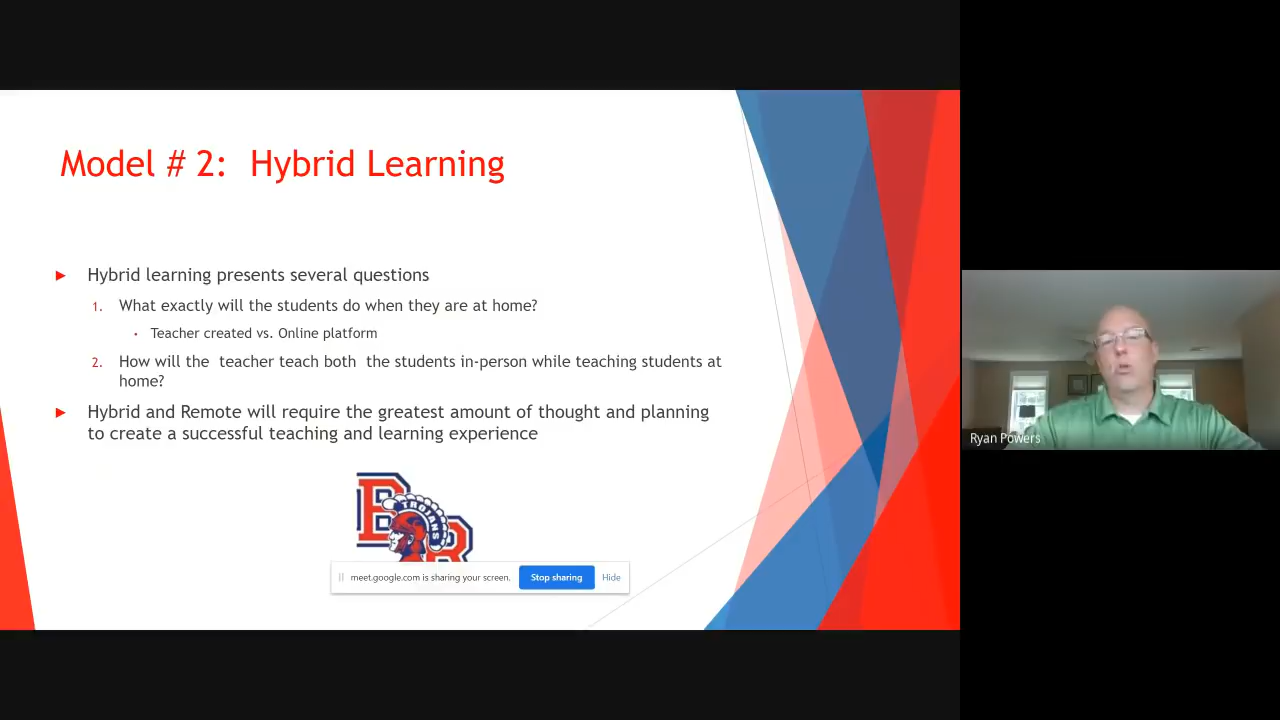 Model # 2:  Hybrid Learning
► Hybrid learning presents several questions
1. What exactly will the students do when they are at home?
• Teacher created vs. Online platform
2. How will the  teacher teach both  the students in-person while teaching students at
home?
► Hybrid and Remote will require the greatest amount of thought and planning
to create a successful teaching and learning experience
BR
TROJANS
meet.google.com is sharing your screen.
Stop sharing
Hide
Ryan Powers